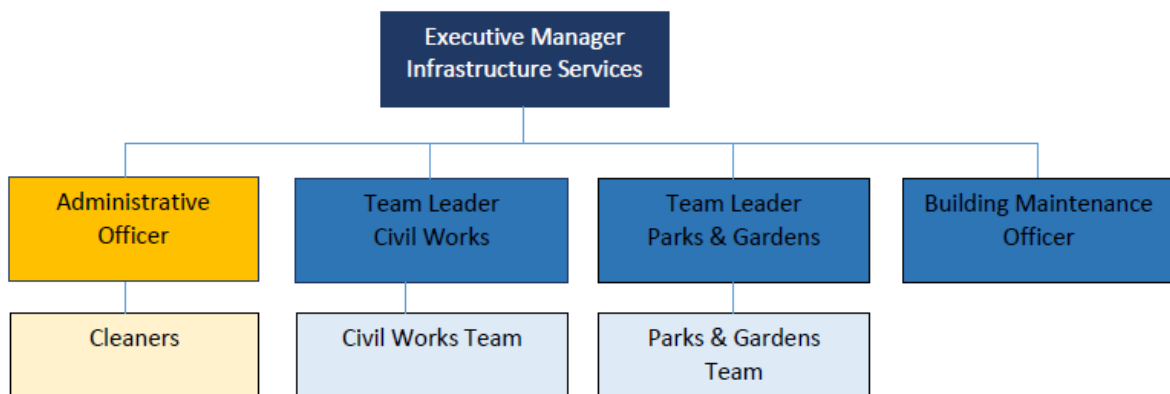 Executive Manager
Infrastructure Services
Administrative
Officer
Team Leader
Civil Works
Team Leader
Parks & Gardens
Building Maintenance
Officer
Cleaners
Civil Works Team
Parks & Gardens
Team